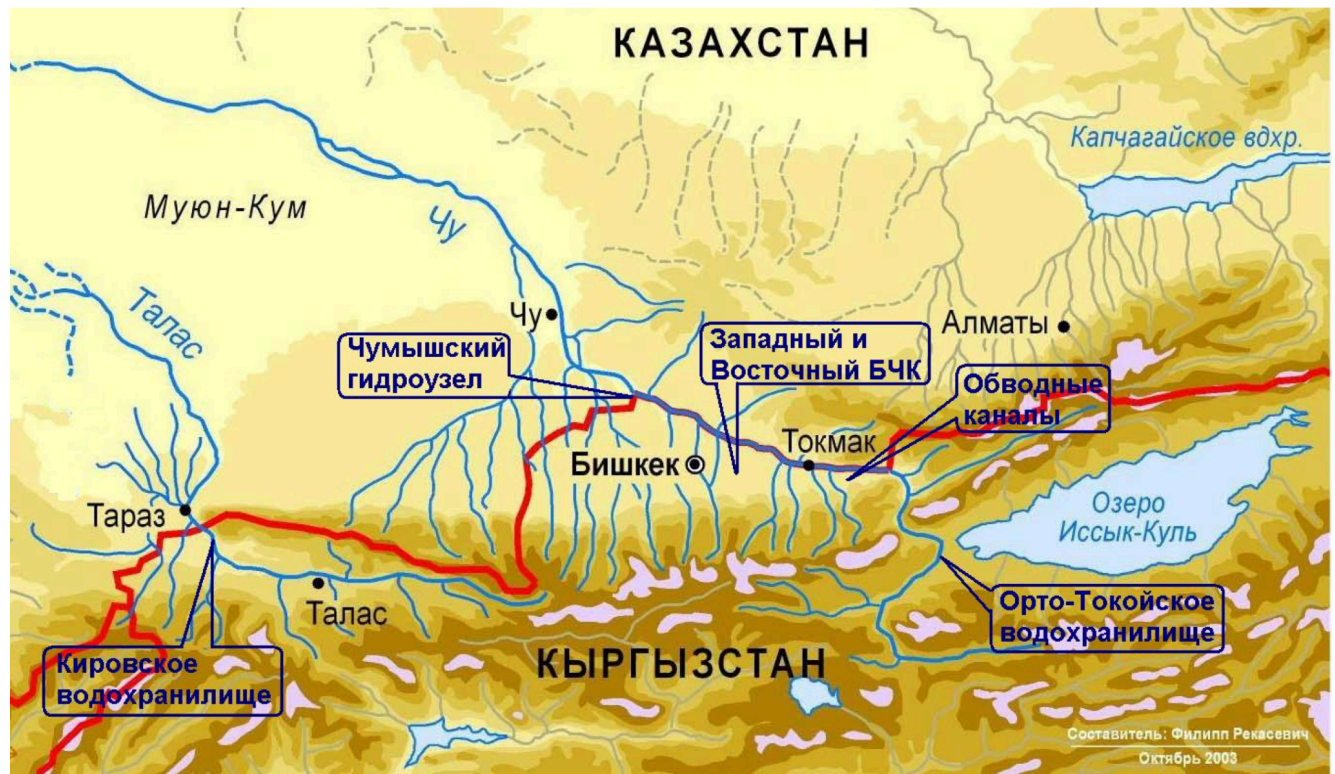 КАЗАХСТАН
Капчагайское вдхр.
Муюн-Кум
Чу
Талас
Чу
Алматы
Чумышский
гидроузел
Западный и
Восточный БЧК
Обводные
каналы
Токмак
Бишкек
Тараз
Озеро
Иссык-Куль
Талас
Орто-Токойское
водохранилище
Кировское
водохранилище
КЫРГЫЗСТАН
Составитель: Филипп Рекасевич
Октябрь 2003